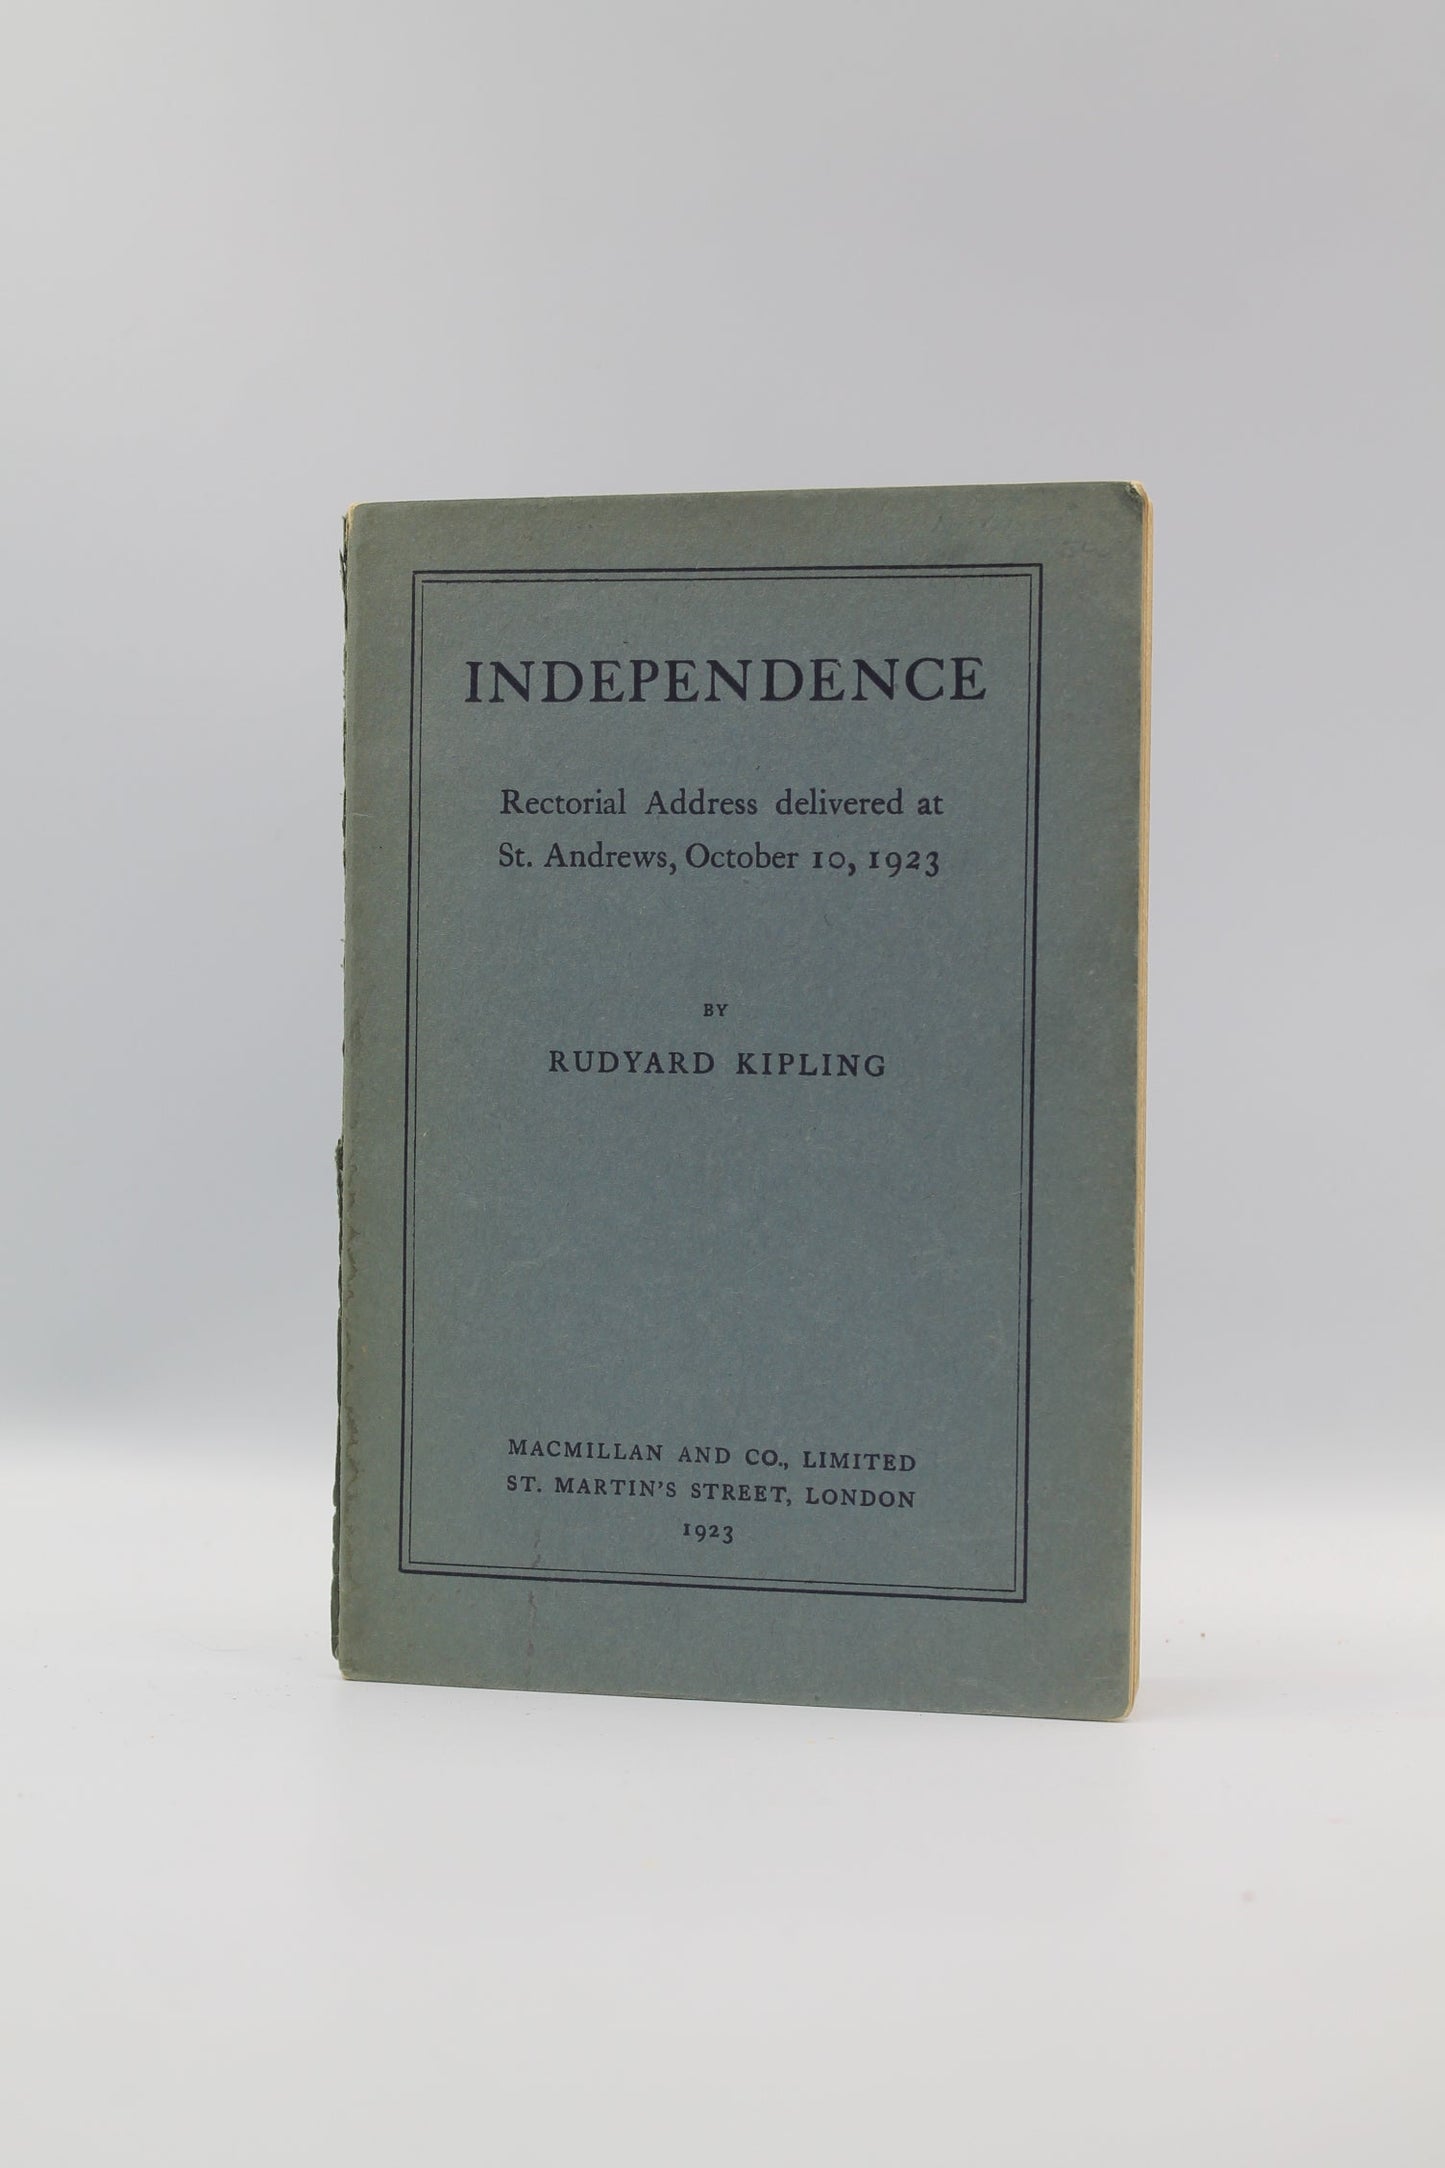 INDEPENDENCE
Rectorial Address delivered at
St. Andrews, October 10, 1923
BY
RUDYARD KIPLING
MACMILLAN AND CO., LIMITED
ST. MARTIN'S STREET, LONDON
1923